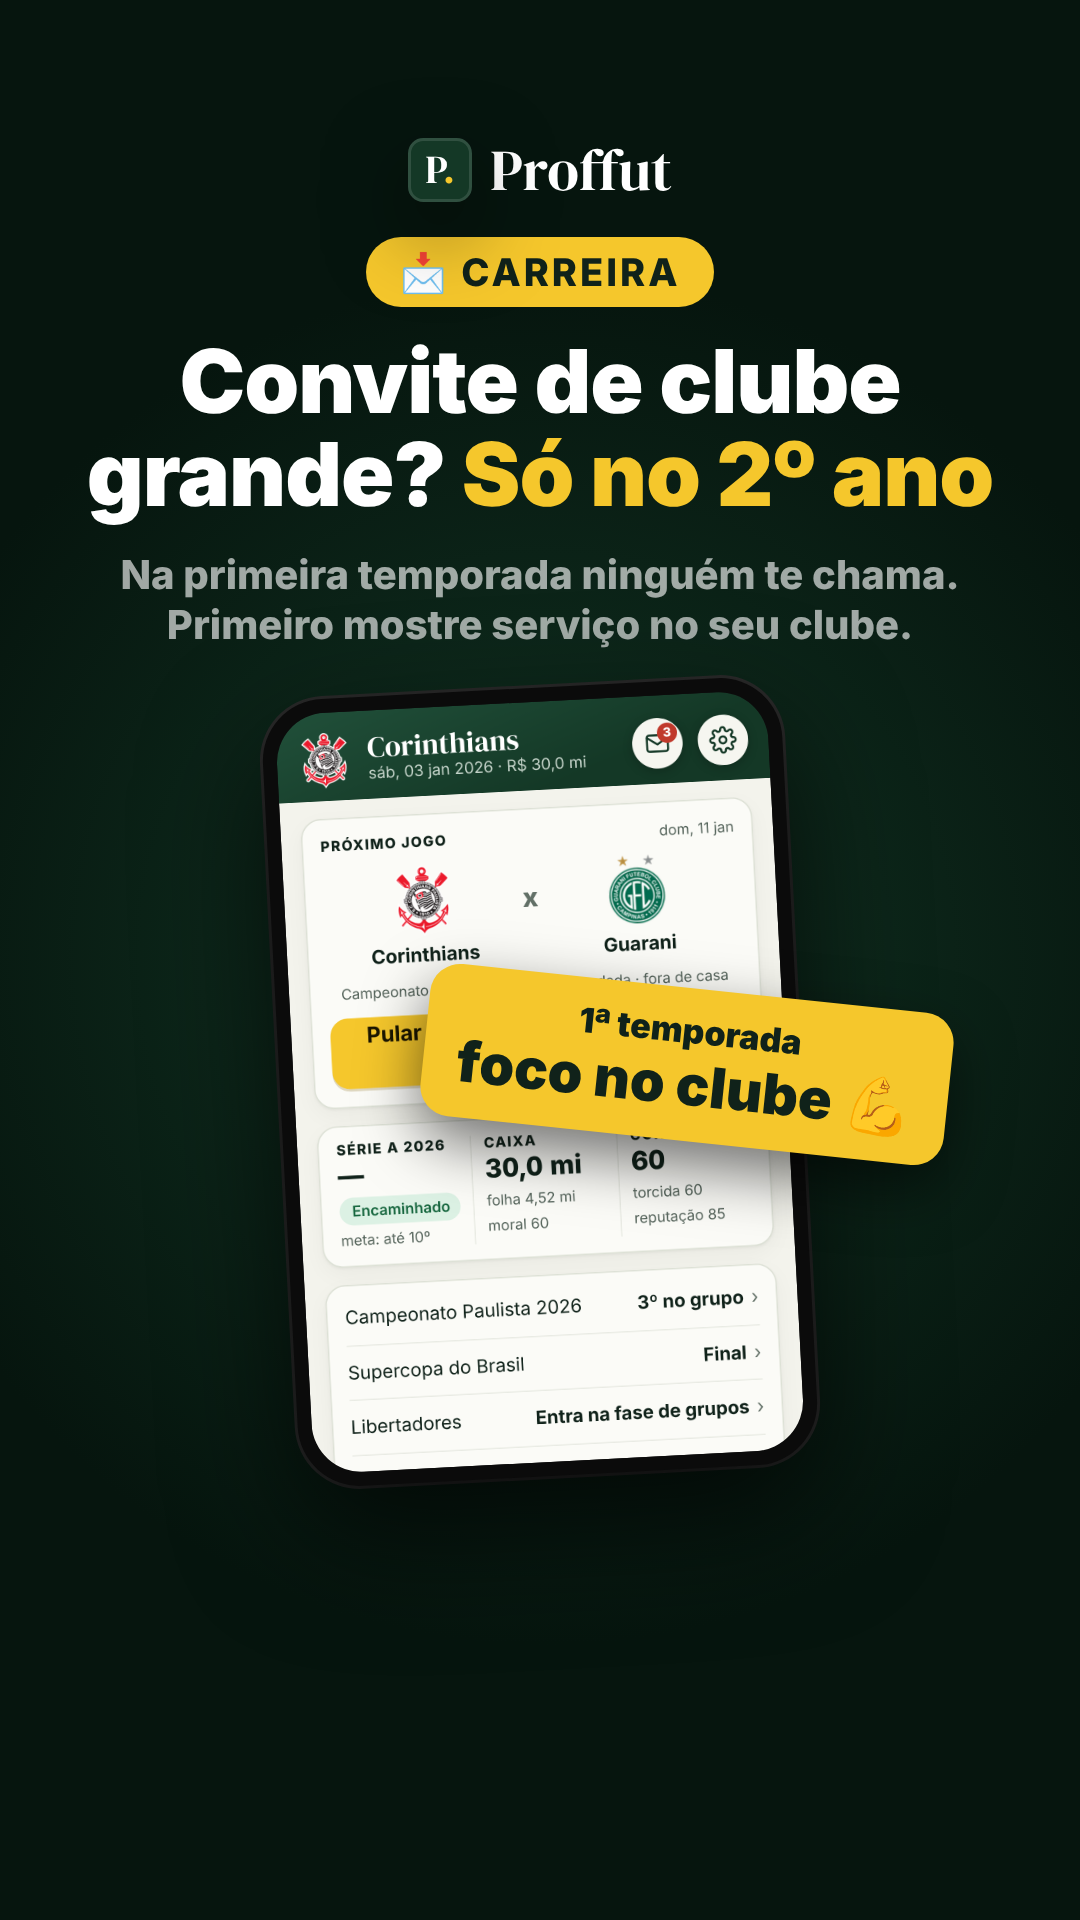 P. Proffut
CARREIRA
Convite de clube
grande? Só no 2º ano
Na primeira temporada ninguém te chama.
Primeiro mostre serviço no seu clube.
Corinthians
sáb, 03 jan 2026 · R$ 30,0 mi
3
PRÓXIMO JOGO
dom, 11 jan
x
Corinthians
Guarani
Campeonato
· fora de casa
Pular
1ª temporada
foco no clube
SÉRIE A 2026
—
Encaminhado
meta: até 10º
CAIXA
30,0 mi
folha 4,52 mi
moral 60
60
torcida 60
reputação 85
Campeonato Paulista 2026
3º no grupo ›
Supercopa do Brasil
Final ›
Libertadores
Entra na fase de grupos ›